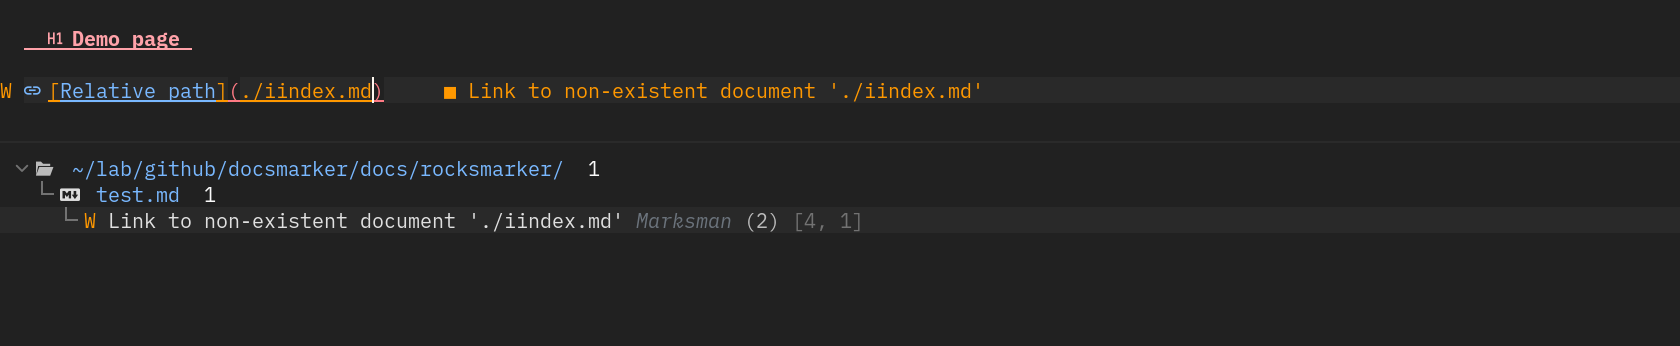 H1 Demo page
W [Relative path](./iindex.md) ■ Link to non-existent document './iindex.md'
~/lab/github/docsmarker/docs/rocksmarker/ 1
test.md 1
W Link to non-existent document './iindex.md' Marksman (2) [4, 1]